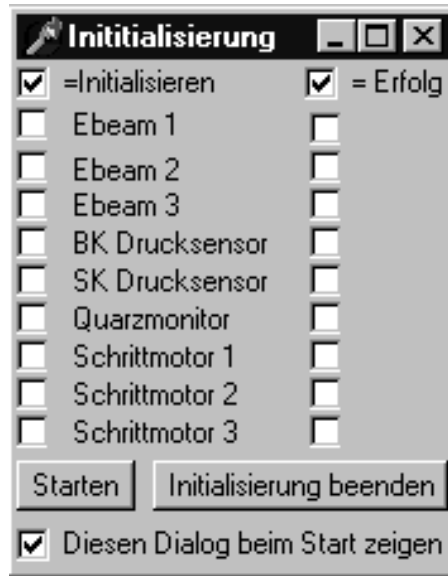 Inititialisierung
=Initialisieren = Erfolg
Ebeam 1
Ebeam 2
Ebeam 3
BK Drucksensor
SK Drucksensor
Quarzmonitor
Schrittmotor 1
Schrittmotor 2
Schrittmotor 3
Starten Initialisierung beenden
Diesen Dialog beim Start zeigen